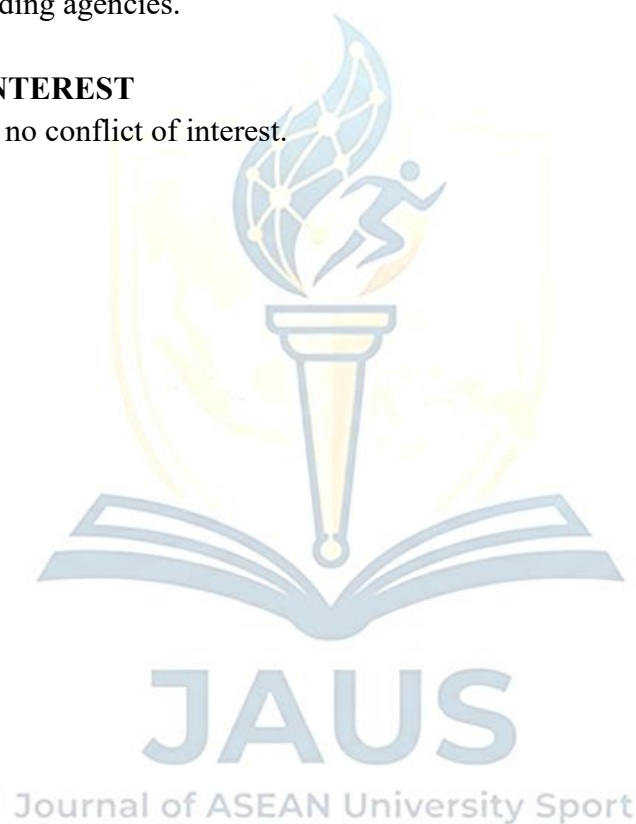 ding agencies.
NTEREST
no conflict of interest.
JAUS
Journal of ASEAN University Sport